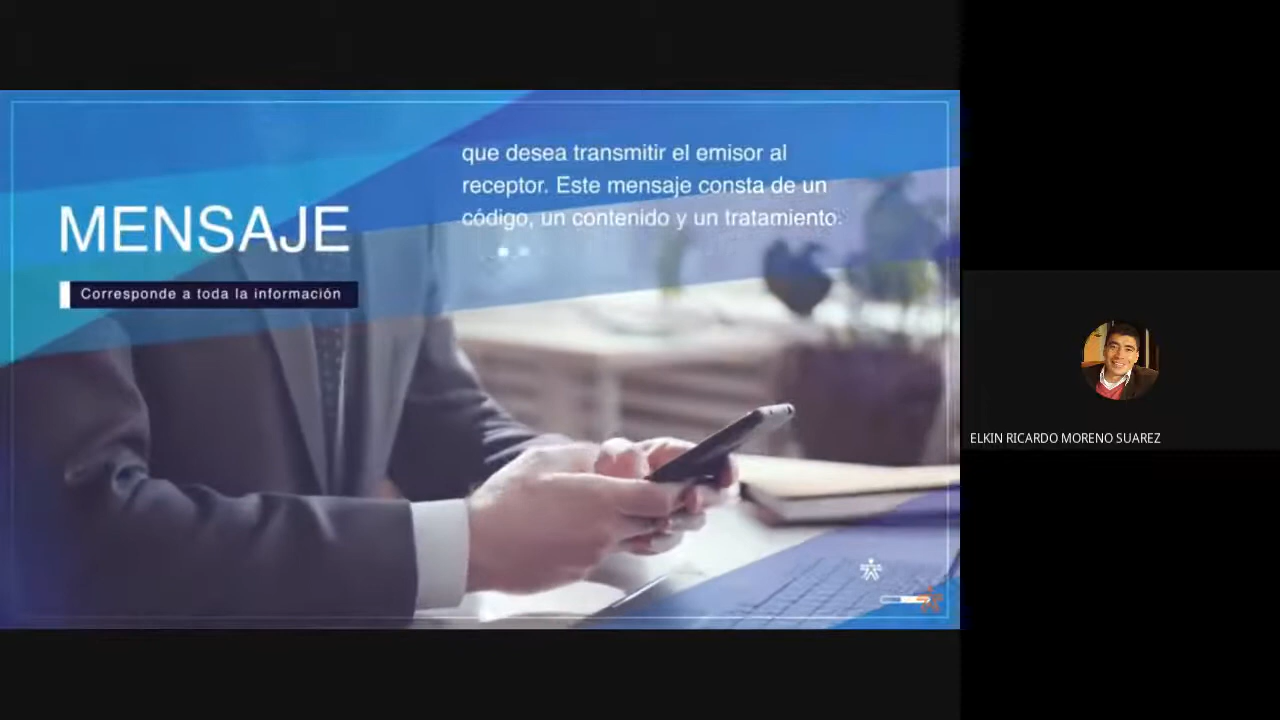 MENSAJE
Corresponde a toda la información
que desea transmitir el emisor al
receptor. Este mensaje consta de un
código, un contenido y un tratamiento.
ELKIN RICARDO MORENO SUAREZ